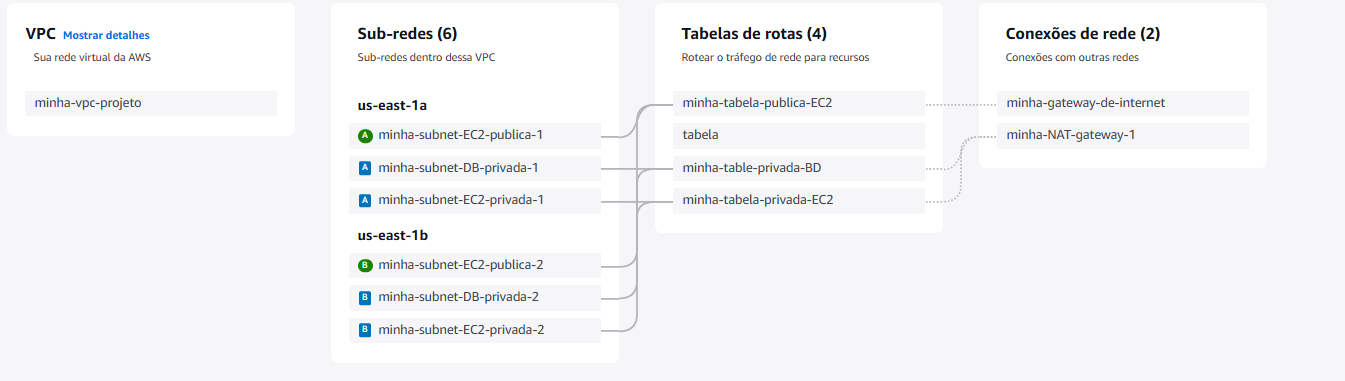 VPC Mostrar detalhes
Sua rede virtual da AWS
minha-vpc-projeto
Sub-redes (6)
Sub-redes dentro dessa VPC
us-east-1a
A minha-subnet-EC2-publica-1
A minha-subnet-DB-privada-1
A minha-subnet-EC2-privada-1
us-east-1b
B minha-subnet-EC2-publica-2
B minha-subnet-DB-privada-2
B minha-subnet-EC2-privada-2
Tabelas de rotas (4)
Rotear o tráfego de rede para recursos
minha-tabela-publica-EC2
tabela
minha-table-privada-BD
minha-tabela-privada-EC2
Conexões de rede (2)
Conexões com outras redes
minha-gateway-de-internet
minha-NAT-gateway-1